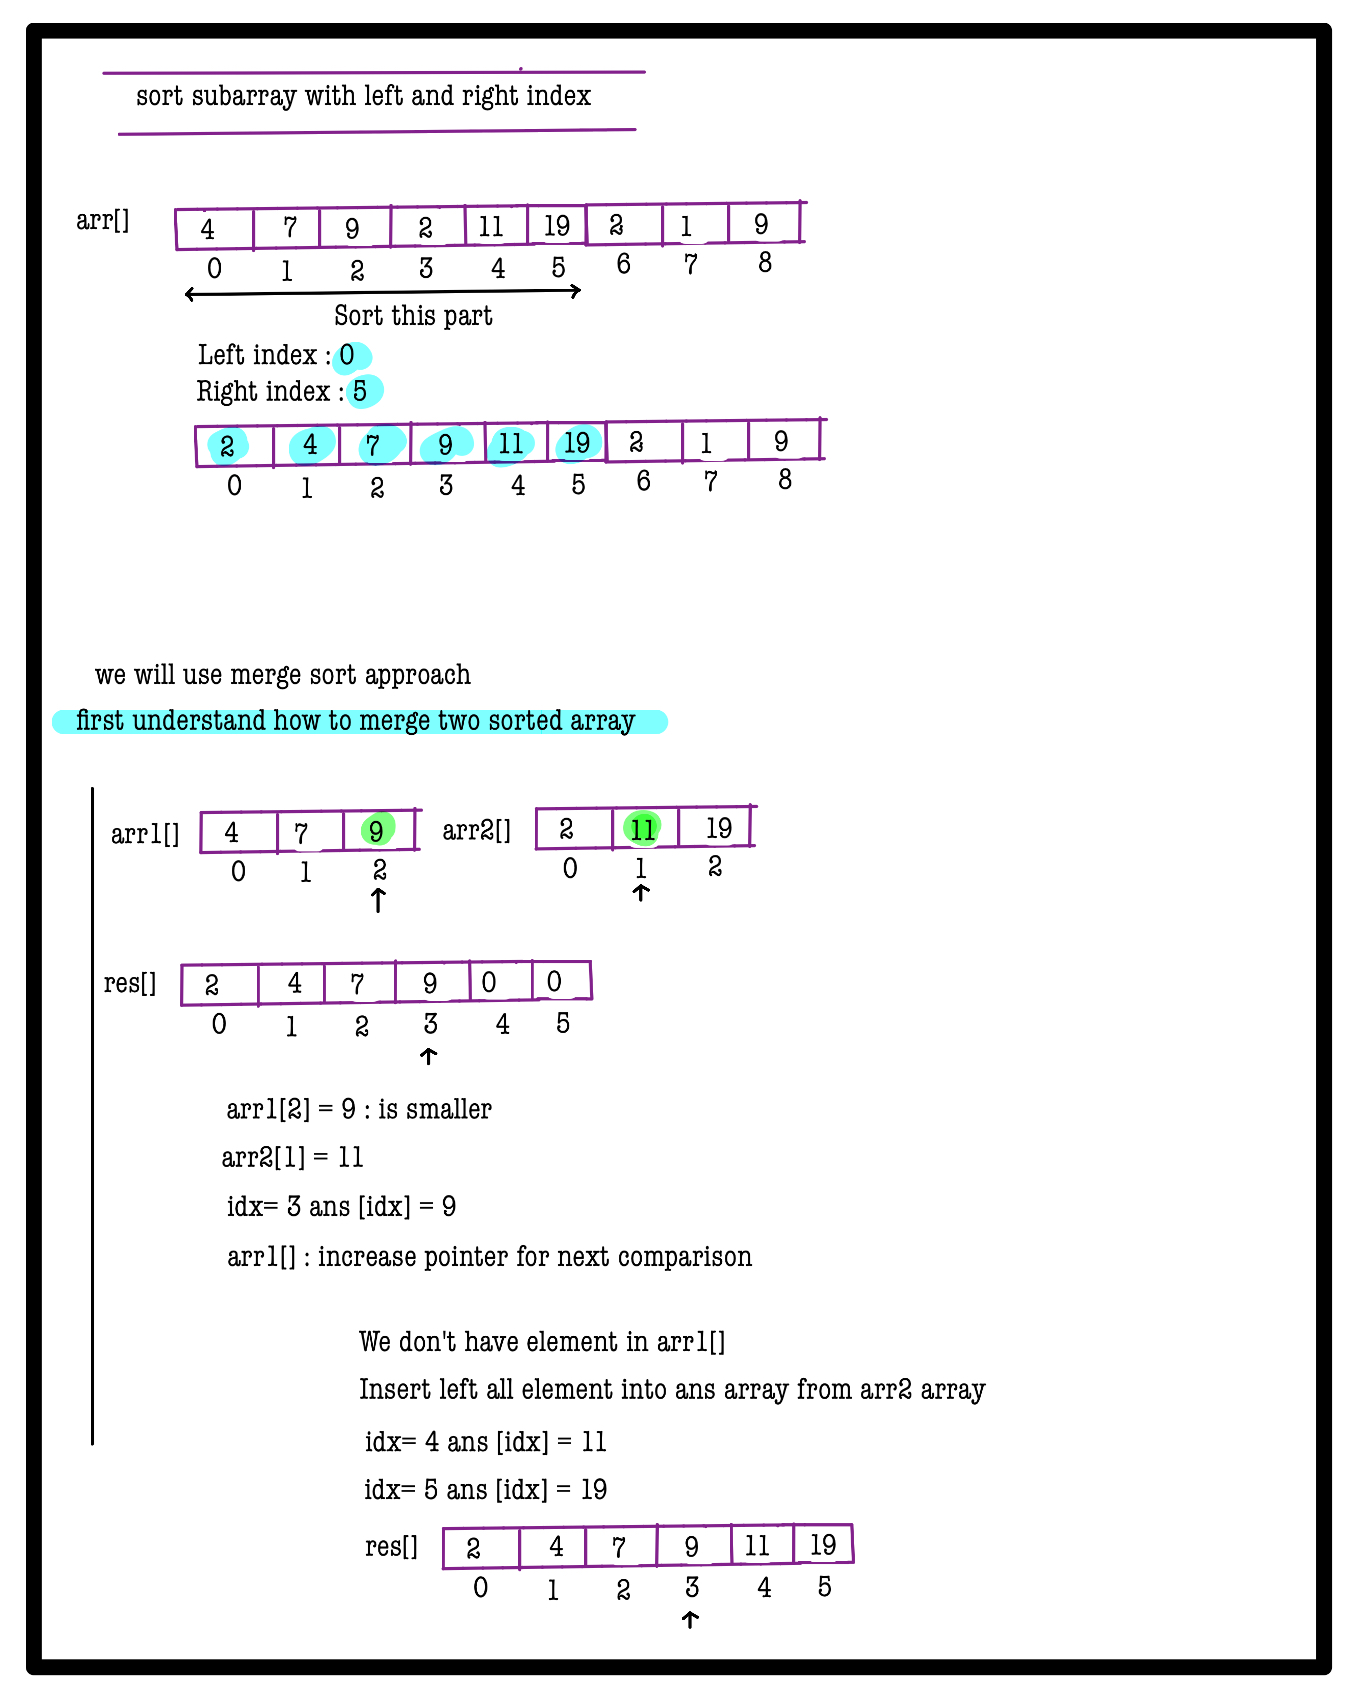 sort subarray with left and right index
arr[] 4 7 9 2 11 19 2 1 9
0 1 2 3 4 5 6 7 8
Sort this part
Left index : 0
Right index : 5
2 4 7 9 11 19 2 1 9
0 1 2 3 4 5 6 7 8
we will use merge sort approach
first understand how to merge two sorted array
arr1[] 4 7 9 arr2[] 2 11 19
0 1 2 0 1 2
res[] 2 4 7 9 0 0
0 1 2 3 4 5
arr1[2] = 9 : is smaller
arr2[1] = 11
idx= 3 ans [idx] = 9
arr1[] : increase pointer for next comparison
We don't have element in arr1[]
Insert left all element into ans array from arr2 array
idx= 4 ans [idx] = 11
idx= 5 ans [idx] = 19
res[] 2 4 7 9 11 19
0 1 2 3 4 5